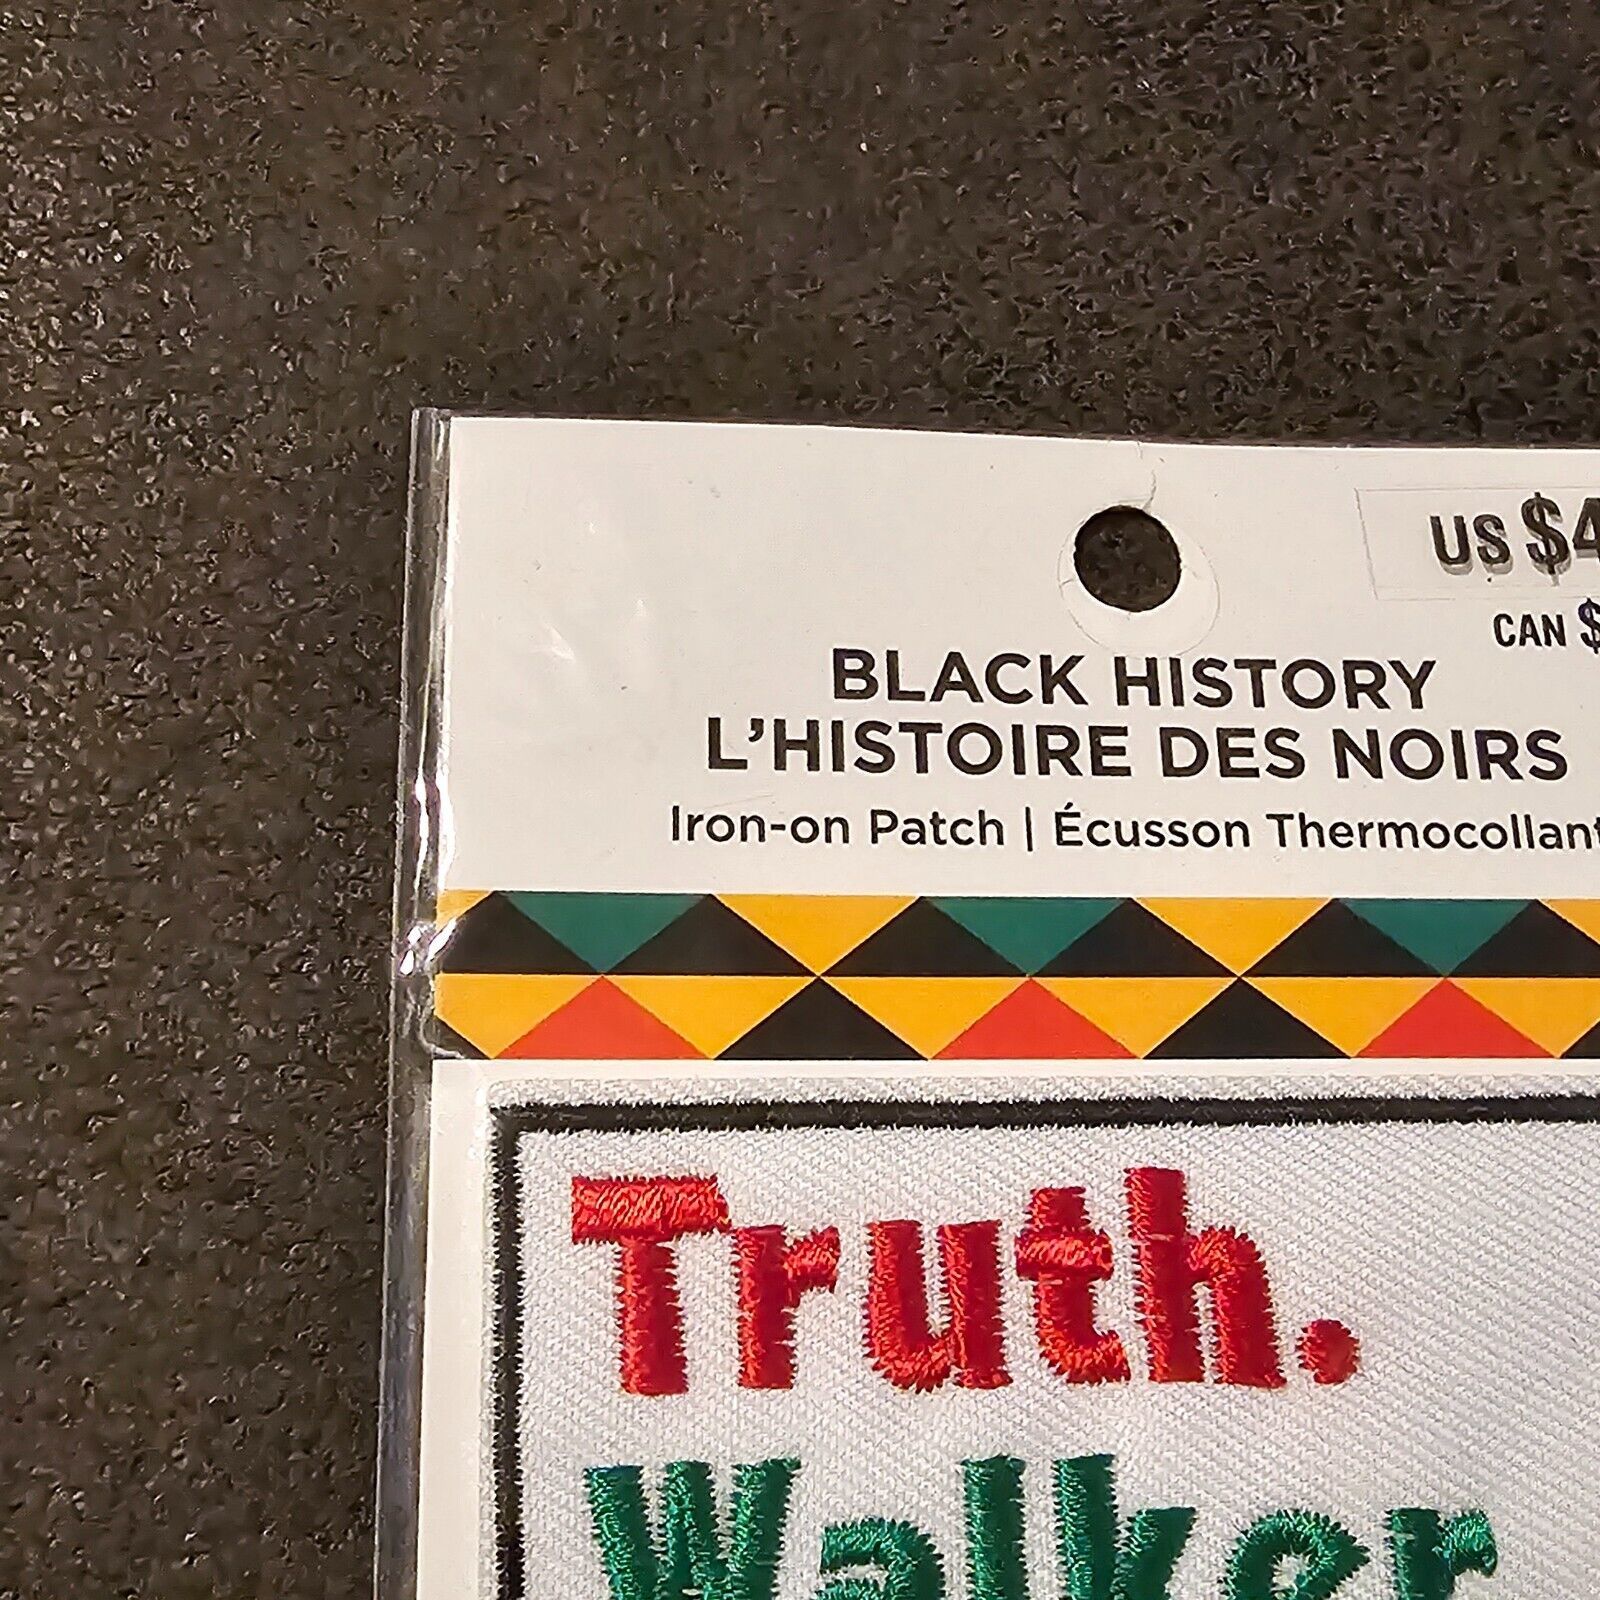 US $4
CAN $
BLACK HISTORY
L'HISTOIRE DES NOIRS
Iron-on Patch | Écusson Thermocollant
Truth.
Walker